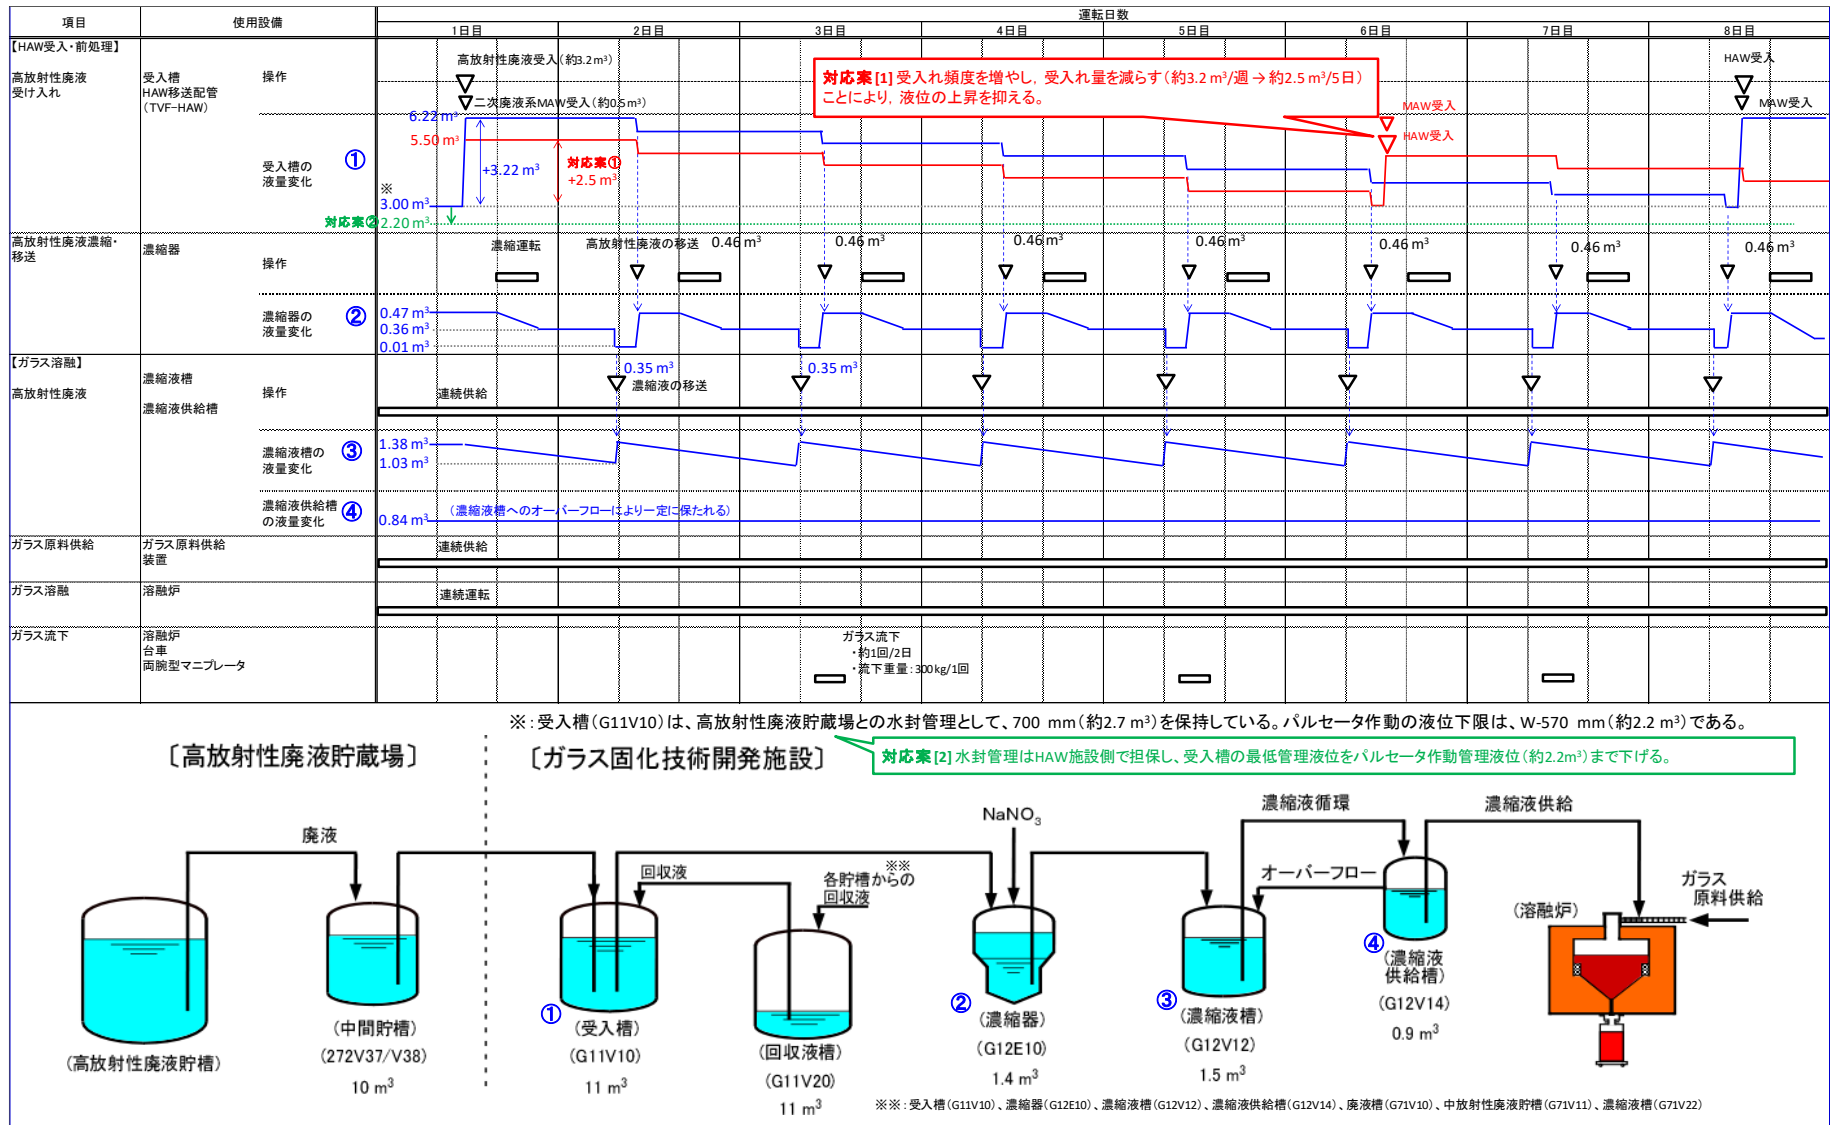 項目
使用設備
運転日数
1日目
2日目
3日目
4日目
5日目
6日目
7日目
8日目
【HAW受入・前処理】
高放射性廃液
受け入れ
受入槽
HAW移送配管
（TVF-HAW）
操作
高放射性廃液受入（約3.2m³）
二次廃液系MAW受入（約0.5m³）
対応案[1] 受入れ頻度を増やし，受入れ量を減らす（約3.2 m³/週 → 約2.5 m³/5日）
ことにより，液位の上昇を抑える。
MAW受入
HAW受入
HAW受入
MAW受入
受入槽の
液量変化
①
6.22 m³
5.50 m³
+3.22 m³
対応案①
+2.5 m³
※
3.00 m³
対応案②
2.20 m³
高放射性廃液濃縮・
移送
濃縮器
操作
濃縮運転
高放射性廃液の移送
0.46 m³
0.46 m³
0.46 m³
0.46 m³
0.46 m³
0.46 m³
0.46 m³
濃縮器の
液量変化
②
0.47 m³
0.36 m³
0.01 m³
【ガラス溶融】
高放射性廃液
濃縮液槽
濃縮液供給槽
操作
連続供給
0.35 m³
濃縮液の移送
0.35 m³
濃縮液槽の
液量変化
③
1.38 m³
1.03 m³
濃縮液供給槽
の液量変化
④
0.84 m³
（濃縮液槽へのオーバーフローにより一定に保たれる）
ガラス原料供給
ガラス原料供給
装置
連続供給
ガラス溶融
溶融炉
連続運転
ガラス流下
溶融炉
台車
両腕型マニプレータ
ガラス流下
・約1回/2日
・流下重量：300kg/1回
※：受入槽（G11V10）は、高放射性廃液貯蔵場との水封管理として、700 mm（約2.7 m³）を保持している。パルセータ作動の液位下限は、W-570 mm（約2.2 m³）である。
対応案[2] 水封管理はHAW施設側で担保し、受入槽の最低管理液位をパルセータ作動管理液位（約2.2m³）まで下げる。
〔高放射性廃液貯蔵場〕
〔ガラス固化技術開発施設〕
廃液
回収液
※※
各貯槽からの
回収液
NaNO₃
濃縮液循環
濃縮液供給
オーバーフロー
ガラス
原料供給
（溶融炉）
（高放射性廃液貯槽）
（中間貯槽）
（272V37/V38）
10 m³
①
（受入槽）
（G11V10）
11 m³
（回収液槽）
（G11V20）
11 m³
②
（濃縮器）
（G12E10）
1.4 m³
③
（濃縮液槽）
（G12V12）
1.5 m³
④
（濃縮液
供給槽）
（G12V14）
0.9 m³
※※：受入槽（G11V10）、濃縮器（G12E10）、濃縮液槽（G12V12）、濃縮液供給槽（G12V14）、廃液槽（G71V10）、中放射性廃液貯槽（G71V11）、濃縮液槽（G71V22）